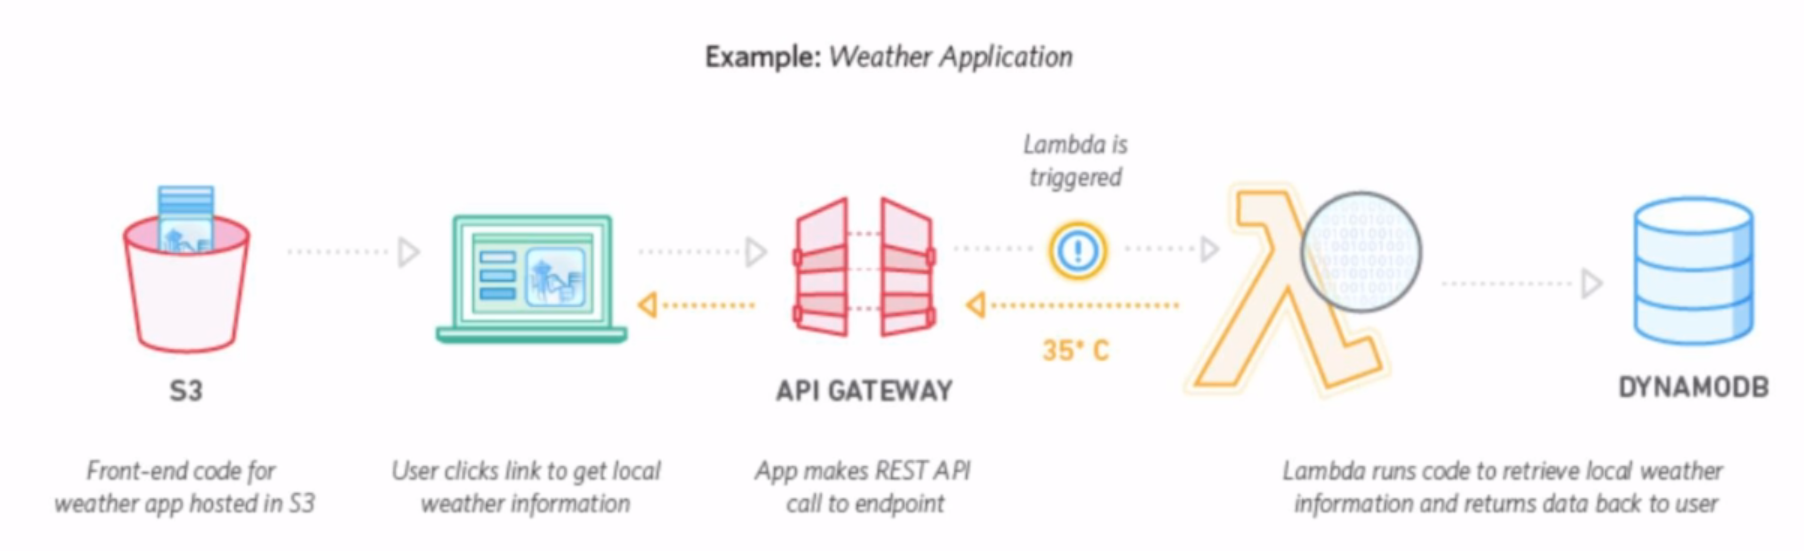 Example: Weather Application
Lambda is
triggered
35° C
S3
API GATEWAY
DYNAMODB
Front-end code for
weather app hosted in S3
User clicks link to get local
weather information
App makes REST API
call to endpoint
Lambda runs code to retrieve local weather
information and returns data back to user